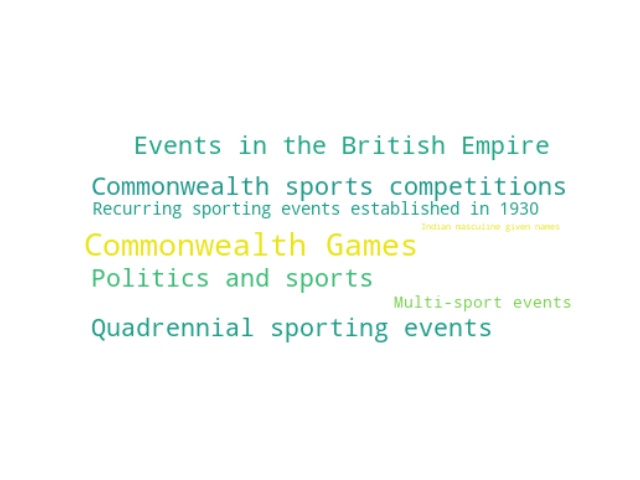 Events in the British Empire
Commonwealth sports competitions
Recurring sporting events established in 1930
Indian masculine given names
Commonwealth Games
Politics and sports
Multi-sport events
Quadrennial sporting events